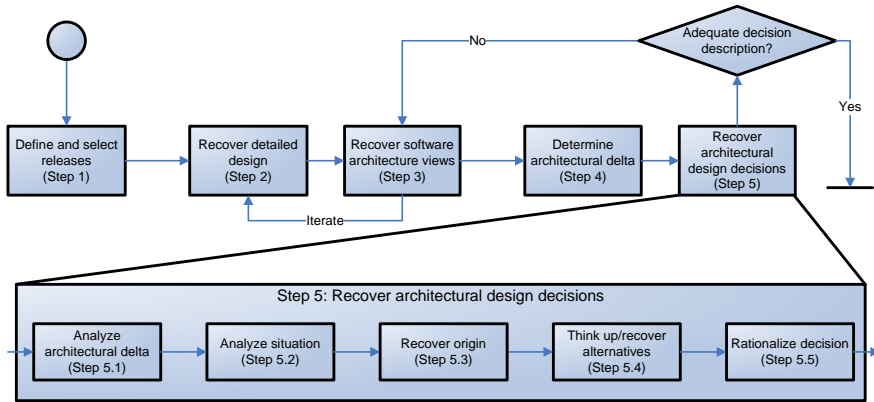 Adequate decision
description?
No
Yes
Define and select
releases
(Step 1)
Recover detailed
design
(Step 2)
Recover software
architecture views
(Step 3)
Determine
architectural delta
(Step 4)
Recover
architectural
design decisions
(Step 5)
Iterate
Step 5: Recover architectural design decisions
Analyze
architectural delta
(Step 5.1)
Analyze situation
(Step 5.2)
Recover origin
(Step 5.3)
Think up/recover
alternatives
(Step 5.4)
Rationalize decision
(Step 5.5)